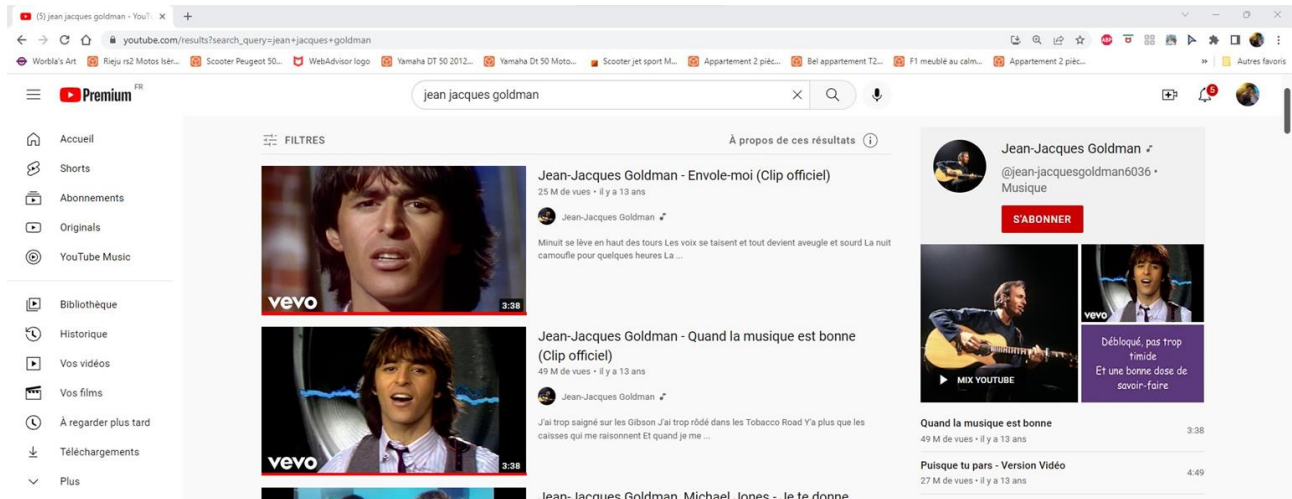 (5) jean jacques goldman - YouTu
youtube.com/results?search_query=jean+jacques+goldman
ABP
Worbla's Art
Rieju rs2 Motos Isér...
Scooter Peugeot 50...
WebAdvisor logo
Yamaha DT 50 2012...
Yamaha Dt 50 Moto...
Scooter jet sport M...
Appartement 2 pièc...
Bel appartement T2...
F1 meublé au calm...
Appartement 2 pièc...
Autres favoris
Premium FR
jean jacques goldman
5
Accueil
Shorts
Abonnements
Originals
YouTube Music
Bibliothèque
Historique
Vos vidéos
Vos films
À regarder plus tard
Téléchargements
Plus
FILTRES
À propos de ces résultats
vevo
3:38
Jean-Jacques Goldman - Envole-moi (Clip officiel)
25 M de vues • il y a 13 ans
Jean-Jacques Goldman
Minuit se lève en haut des tours Les voix se taisent et tout devient aveugle et sourd La nuit
camoufle pour quelques heures La ...
vevo
3:38
Jean-Jacques Goldman - Quand la musique est bonne
(Clip officiel)
49 M de vues • il y a 13 ans
Jean-Jacques Goldman
J'ai trop saigné sur les Gibson J'ai trop rôdé dans les Tobacco Road Y'a plus que les
caisses qui me raisonnent Et quand je me ...
Jean-Jacques Goldman, Michael Jones - Je te donne
Jean-Jacques Goldman
@jean-jacquesgoldman6036 •
Musique
S'ABONNER
MIX YOUTUBE
vevo
Débloqué, pas trop
timide
Et une bonne dose de
savoir-faire
Quand la musique est bonne
49 M de vues • il y a 13 ans
3:38
Puisque tu pars - Version Vidéo
27 M de vues • il y a 13 ans
4:49